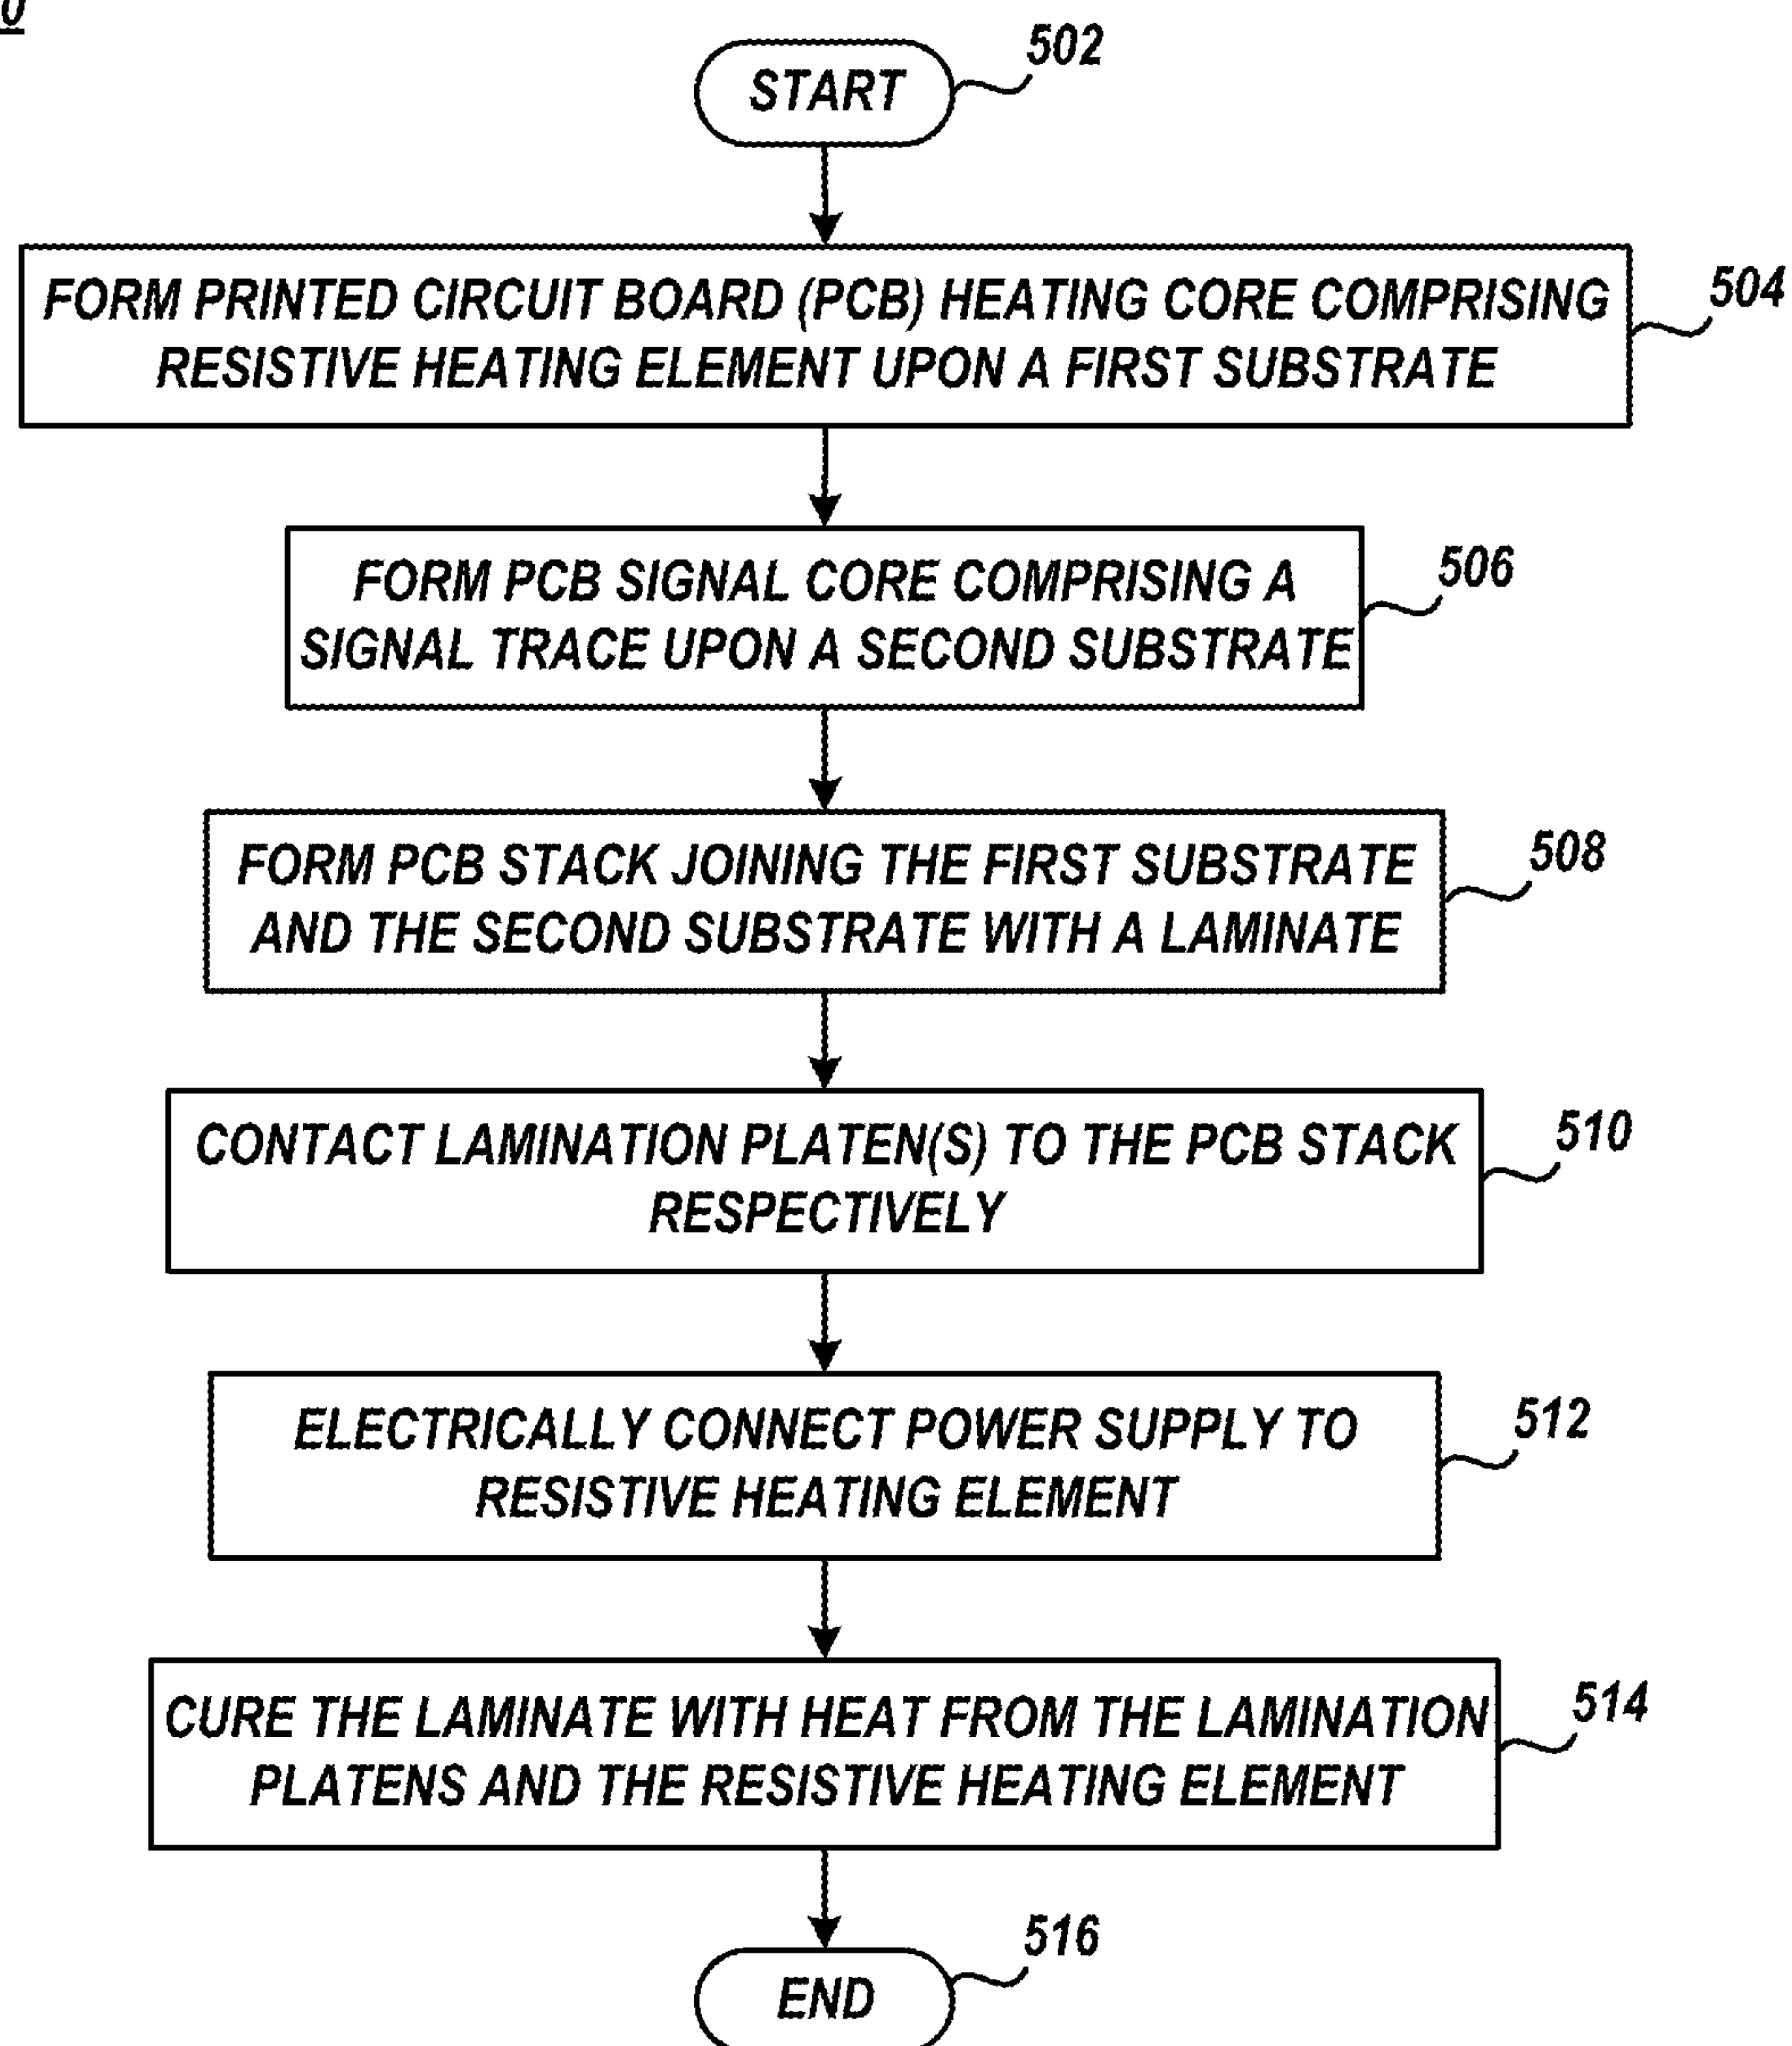 0
502
START
504
FORM PRINTED CIRCUIT BOARD (PCB) HEATING CORE COMPRISING
RESISTIVE HEATING ELEMENT UPON A FIRST SUBSTRATE
506
FORM PCB SIGNAL CORE COMPRISING A
SIGNAL TRACE UPON A SECOND SUBSTRATE
508
FORM PCB STACK JOINING THE FIRST SUBSTRATE
AND THE SECOND SUBSTRATE WITH A LAMINATE
510
CONTACT LAMINATION PLATEN(S) TO THE PCB STACK
RESPECTIVELY
512
ELECTRICALLY CONNECT POWER SUPPLY TO
RESISTIVE HEATING ELEMENT
514
CURE THE LAMINATE WITH HEAT FROM THE LAMINATION
PLATENS AND THE RESISTIVE HEATING ELEMENT
516
END